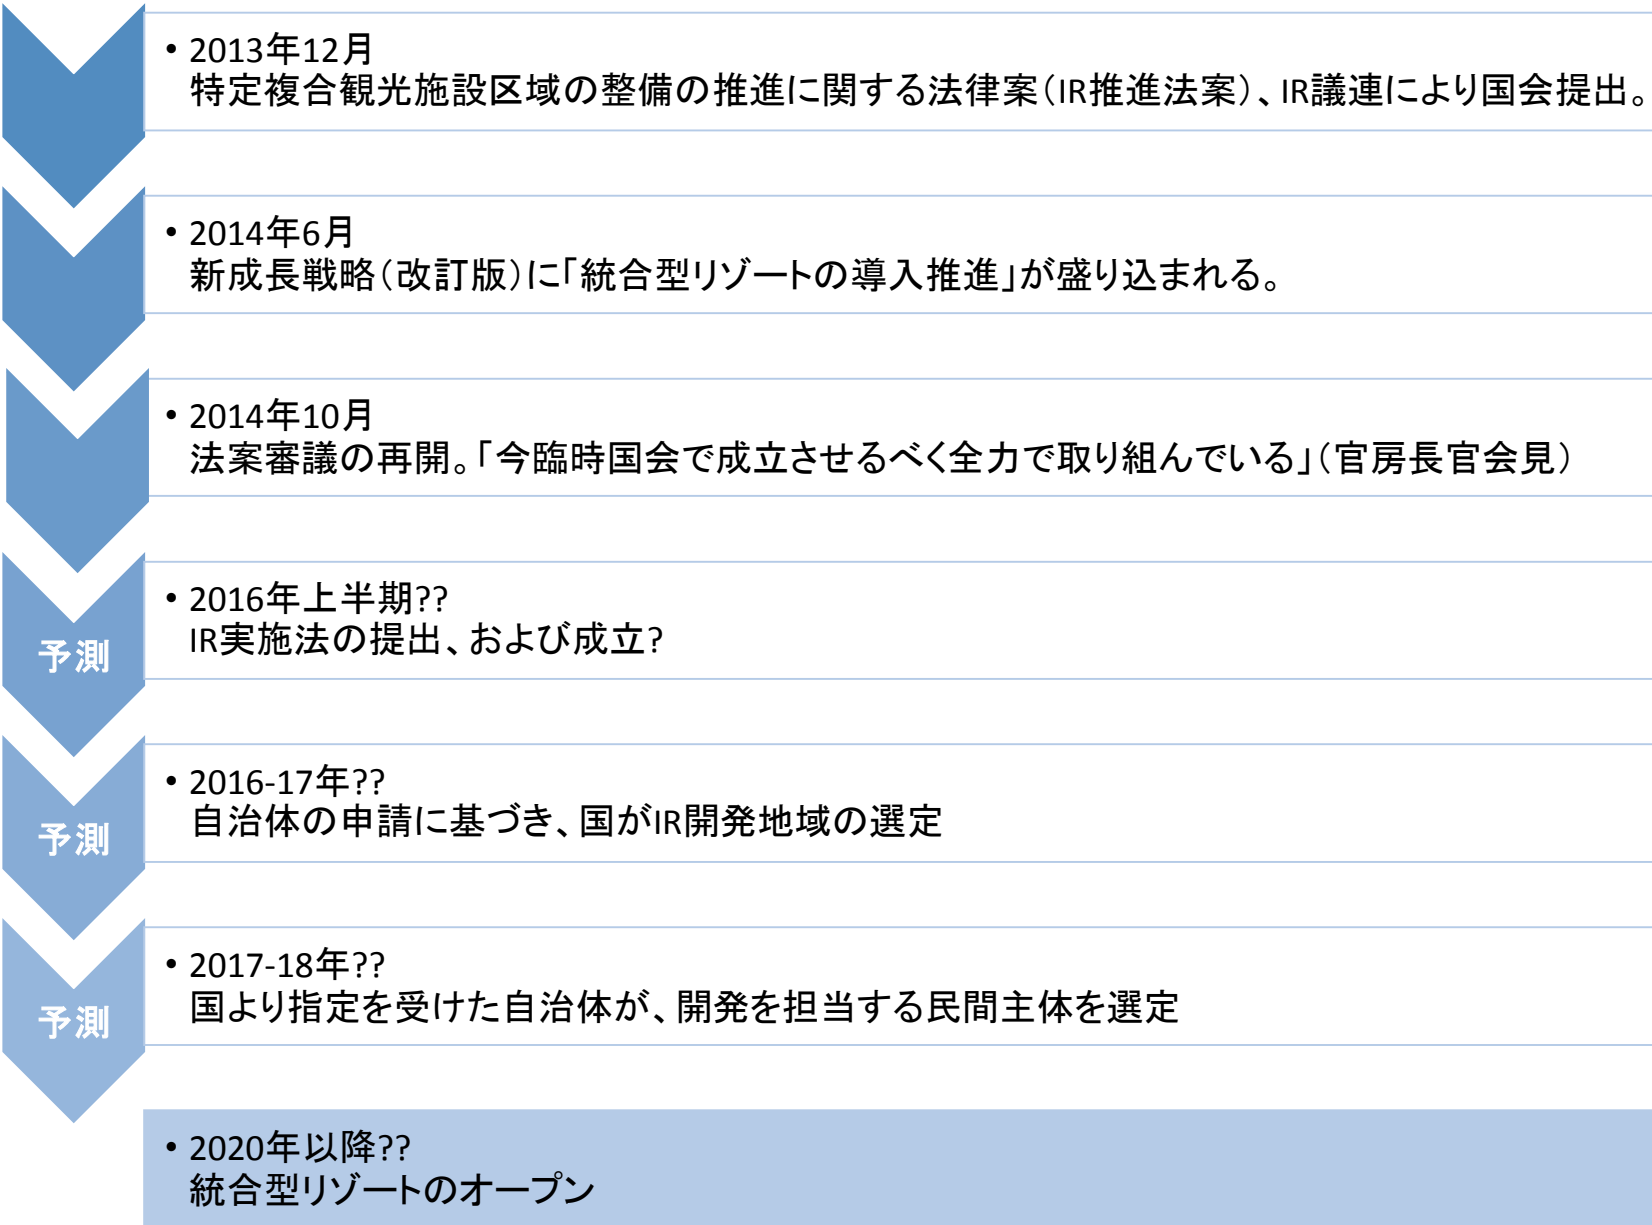 • 2013年12月
特定複合観光施設区域の整備の推進に関する法律案（IR推進法案）、IR議連により国会提出。
• 2014年6月
新成長戦略（改訂版）に「統合型リゾートの導入推進」が盛り込まれる。
• 2014年10月
法案審議の再開。「今臨時国会で成立させるべく全力で取り組んでいる」（官房長官会見）
予測
• 2016年上半期??
IR実施法の提出、および成立?
予測
• 2016-17年??
自治体の申請に基づき、国がIR開発地域の選定
予測
• 2017-18年??
国より指定を受けた自治体が、開発を担当する民間主体を選定
• 2020年以降??
統合型リゾートのオープン